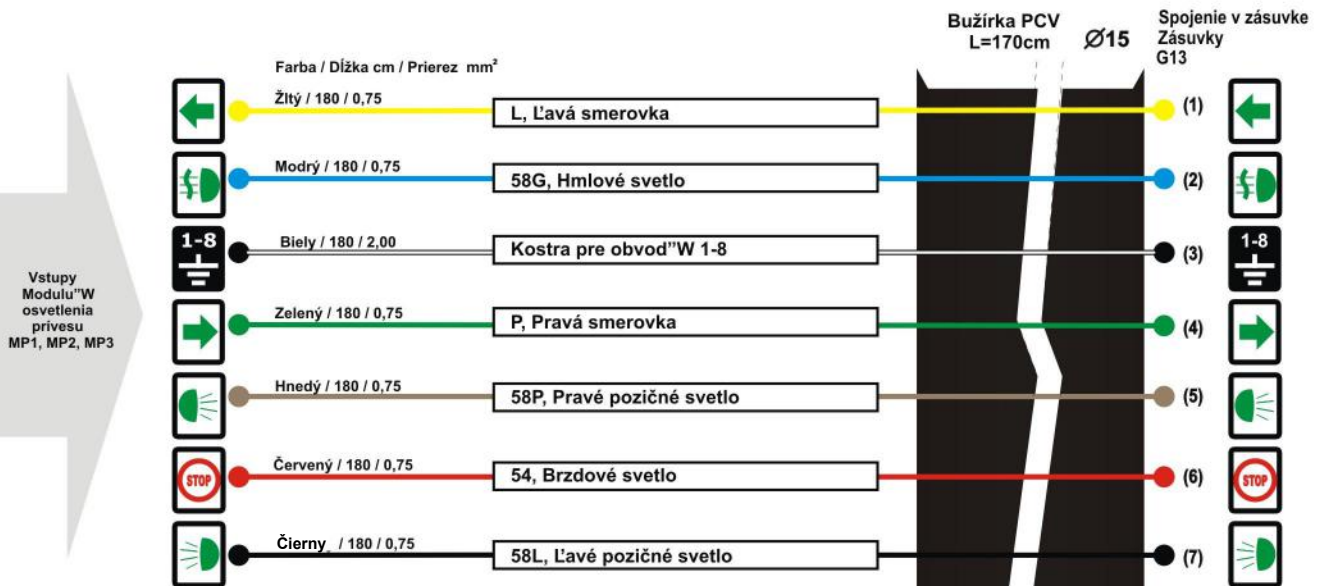 Bužírka PCV
L=170cm
Ø15
Spojenie v zásuvke
Zásuvky
G13
Farba / Dĺžka cm / Prierez mm²
Žltý / 180 / 0,75
L, Ľavá smerovka
(1)
Modrý / 180 / 0,75
58G, Hmlové svetlo
(2)
1-8
Biely / 180 / 2,00
Kostra pre obvod"W 1-8
(3)
1-8
Vstupy
Modulu"W
osvetlenia
prívesu
MP1, MP2, MP3
Zelený / 180 / 0,75
P, Pravá smerovka
(4)
Hnedý / 180 / 0,75
58P, Pravé pozičné svetlo
(5)
STOP
Červený / 180 / 0,75
54, Brzdové svetlo
(6)
STOP
Čierny / 180 / 0,75
58L, Ľavé pozičné svetlo
(7)